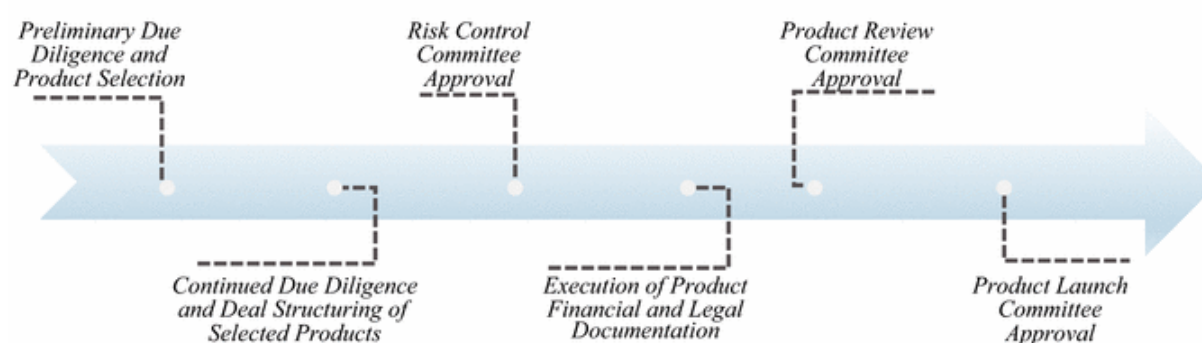 Preliminary Due
Diligence and
Product Selection
Continued Due Diligence
and Deal Structuring of
Selected Products
Risk Control
Committee
Approval
Execution of Product
Financial and Legal
Documentation
Product Review
Committee
Approval
Product Launch
Committee
Approval